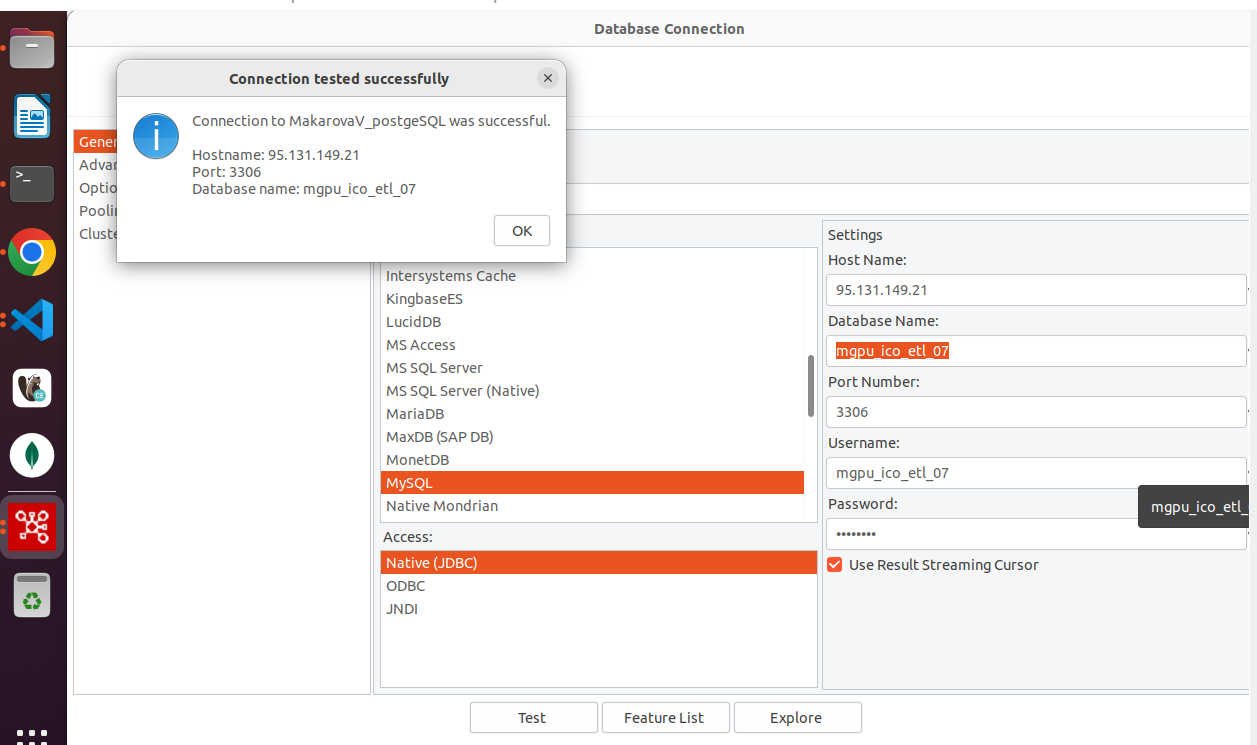 Database Connection
Connection tested successfully
Connection to MakarovaV_postgeSQL was successful.
Hostname: 95.131.149.21
Port: 3306
Database name: mgpu_ico_etl_07
OK
Gener
Advan
Optio
Poolin
Cluste
Intersystems Cache
KingbaseES
LucidDB
MS Access
MS SQL Server
MS SQL Server (Native)
MariaDB
MaxDB (SAP DB)
MonetDB
MySQL
Native Mondrian
Access:
Native (JDBC)
ODBC
JNDI
Settings
Host Name:
95.131.149.21
Database Name:
mgpu_ico_etl_07
Port Number:
3306
Username:
mgpu_ico_etl_07
Password:
••••••••
mgpu_ico_etl_
Use Result Streaming Cursor
Test
Feature List
Explore